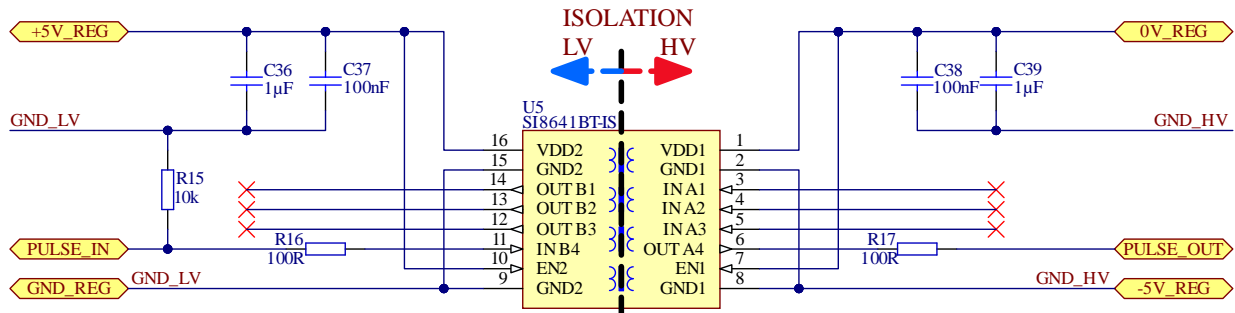 ISOLATION
LV HV
+5V_REG
0V_REG
C36
1µF
C37
100nF
C38
100nF
C39
1µF
GND_LV
GND_HV
U5
SI8641BT-IS
16 VDD2 VDD1 1
15 GND2 GND1 2
14 OUT B1 IN A1 3
13 OUT B2 IN A2 4
12 OUT B3 IN A3 5
11 IN B4 OUT A4 6
10 EN2 EN1 7
9 GND2 GND1 8
R15
10k
PULSE_IN
R16
100R
R17
100R
PULSE_OUT
GND_REG
GND_LV
GND_HV
-5V_REG